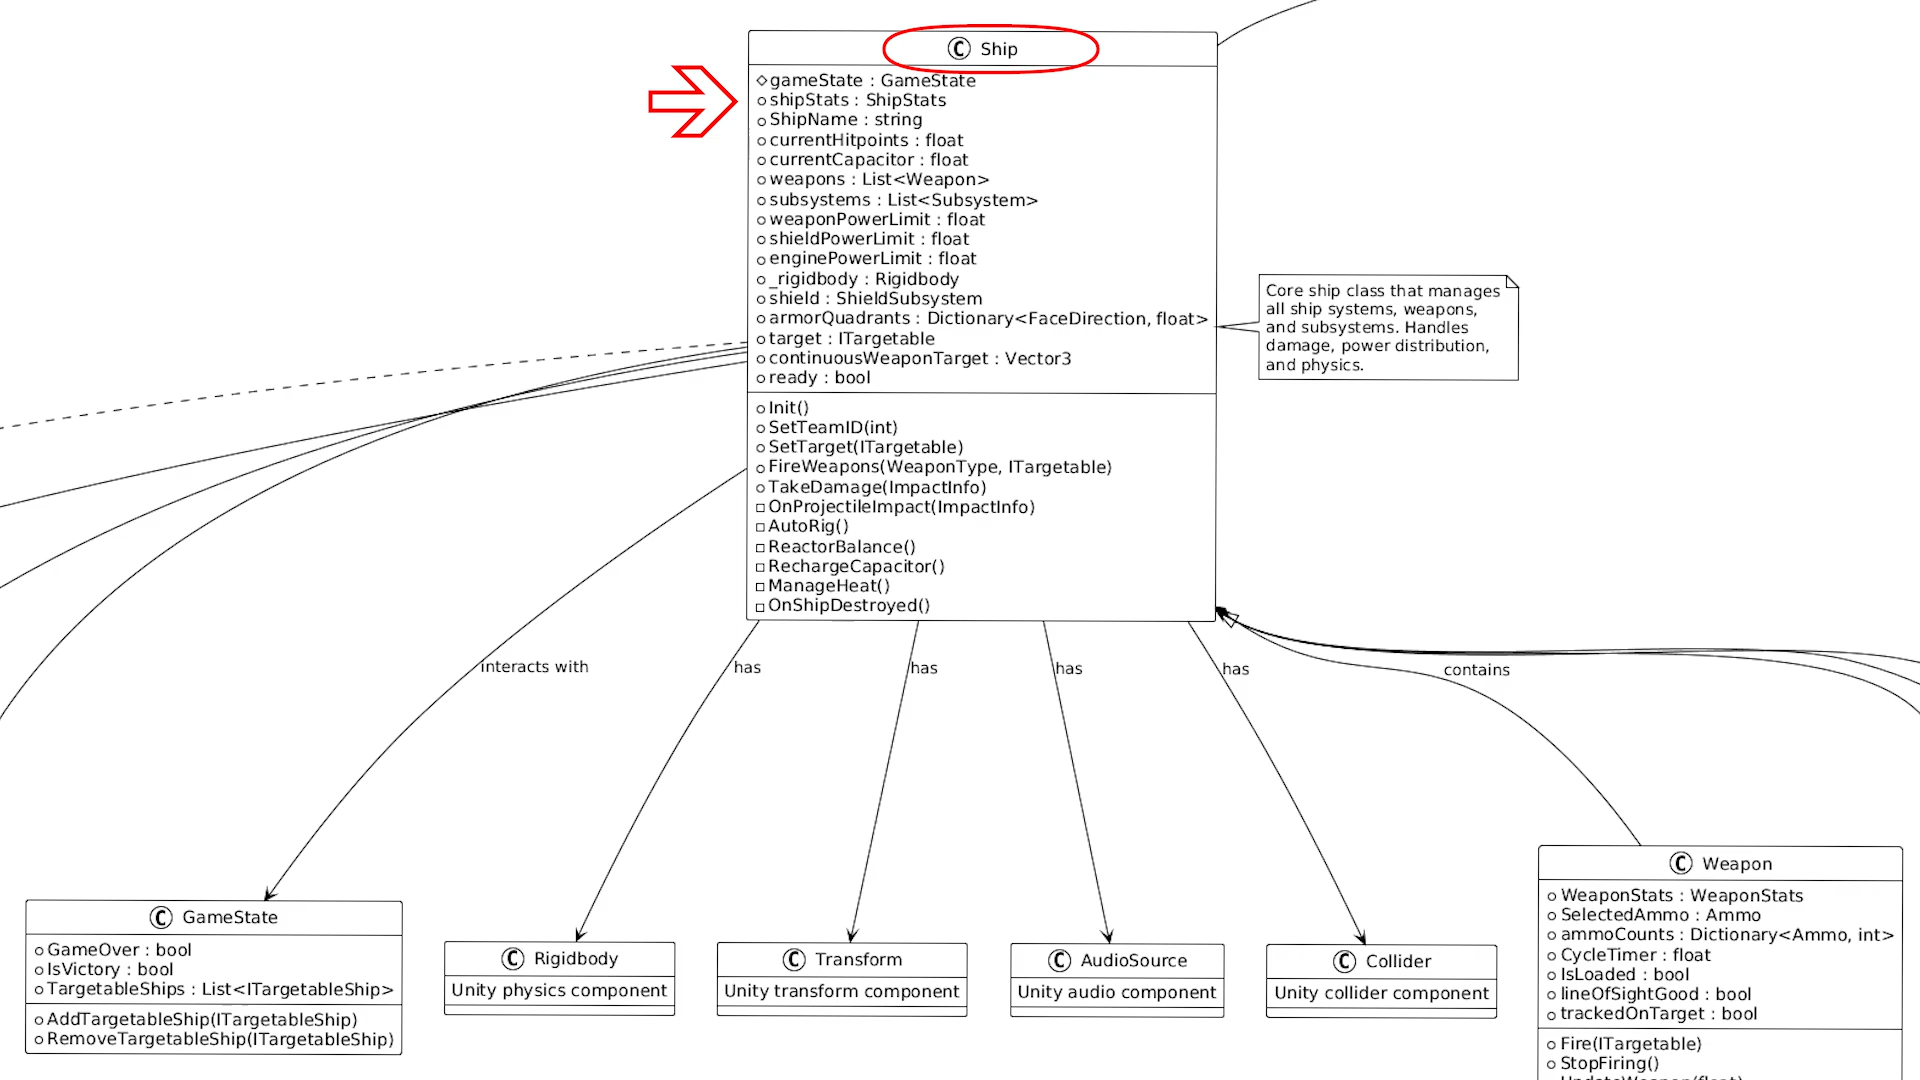 C Ship
gameState : GameState
shipStats : ShipStats
ShipName : string
currentHitpoints : float
currentCapacitor : float
weapons : List<Weapon>
subsystems : List<Subsystem>
weaponPowerLimit : float
shieldPowerLimit : float
enginePowerLimit : float
_rigidbody : Rigidbody
shield : ShieldSubsystem
armorQuadrants : Dictionary<FaceDirection, float>
target : ITargetable
continuousWeaponTarget : Vector3
ready : bool
Init()
SetTeamID(int)
SetTarget(ITargetable)
FireWeapons(WeaponType, ITargetable)
TakeDamage(ImpactInfo)
OnProjectileImpact(ImpactInfo)
AutoRig()
ReactorBalance()
RechargeCapacitor()
ManageHeat()
OnShipDestroyed()
Core ship class that manages
all ship systems, weapons,
and subsystems. Handles
damage, power distribution,
and physics.
interacts with
has
has
has
has
contains
C GameState
GameOver : bool
IsVictory : bool
TargetableShips : List<ITargetableShip>
AddTargetableShip(ITargetableShip)
RemoveTargetableShip(ITargetableShip)
C Rigidbody
Unity physics component
C Transform
Unity transform component
C AudioSource
Unity audio component
C Collider
Unity collider component
C Weapon
WeaponStats : WeaponStats
SelectedAmmo : Ammo
ammoCounts : Dictionary<Ammo, int>
CycleTimer : float
IsLoaded : bool
lineOfSightGood : bool
trackedOnTarget : bool
Fire(ITargetable)
StopFiring()